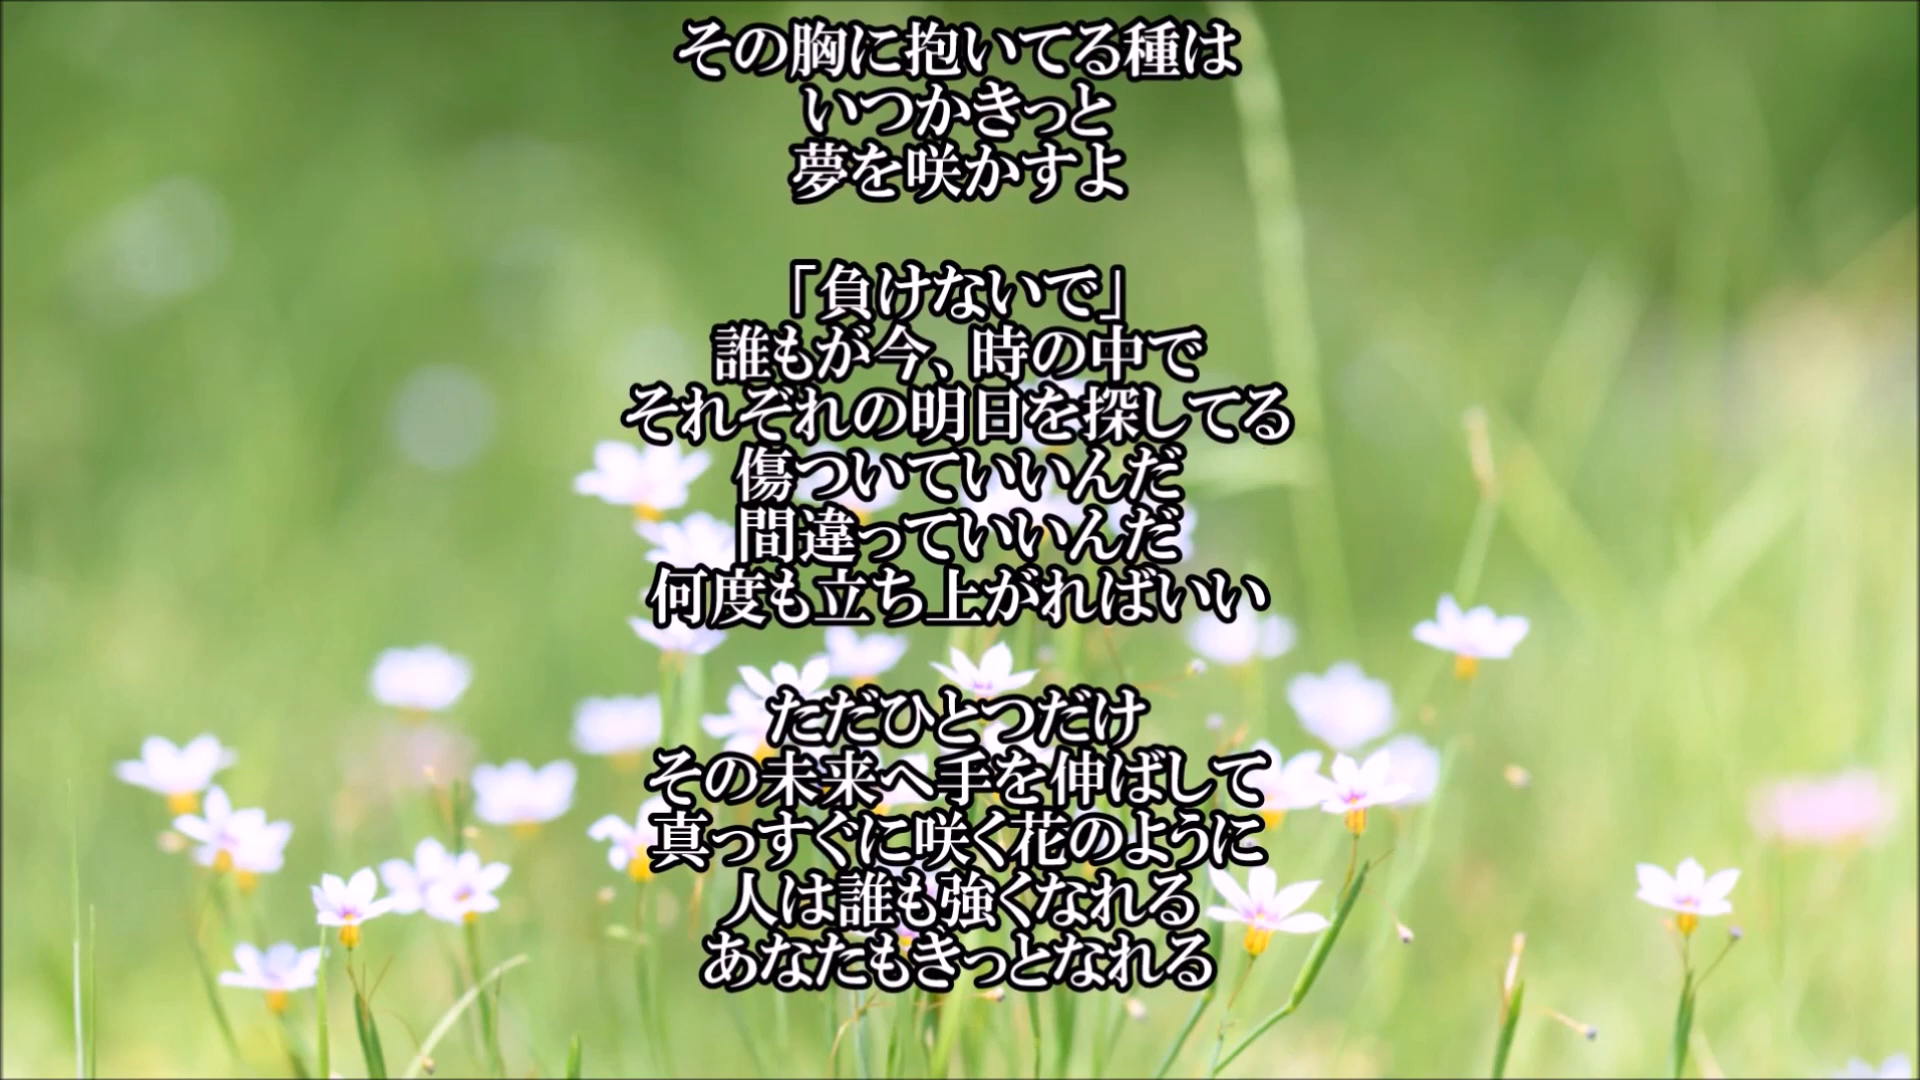 その胸に抱いてる種は
いつかきっと
夢を咲かすよ
「負けないで」
誰もが今、時の中で
それぞれの明日を探してる
傷ついていいんだ
間違っていいんだ
何度も立ち上がればいい
ただひとつだけ
その未来へ手を伸ばして
真っすぐに咲く花のように
人は誰も強くなれる
あなたもきっとなれる